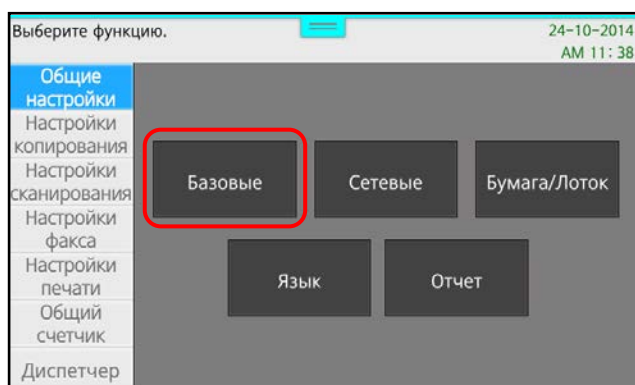 Выберите функцию.
24-10-2014
AM 11:38
Общие
настройки
Настройки
копирования
Настройки
сканирования
Настройки
факса
Настройки
печати
Общий
счетчик
Диспетчер
Базовые
Сетевые
Бумага/Лоток
Язык
Отчет